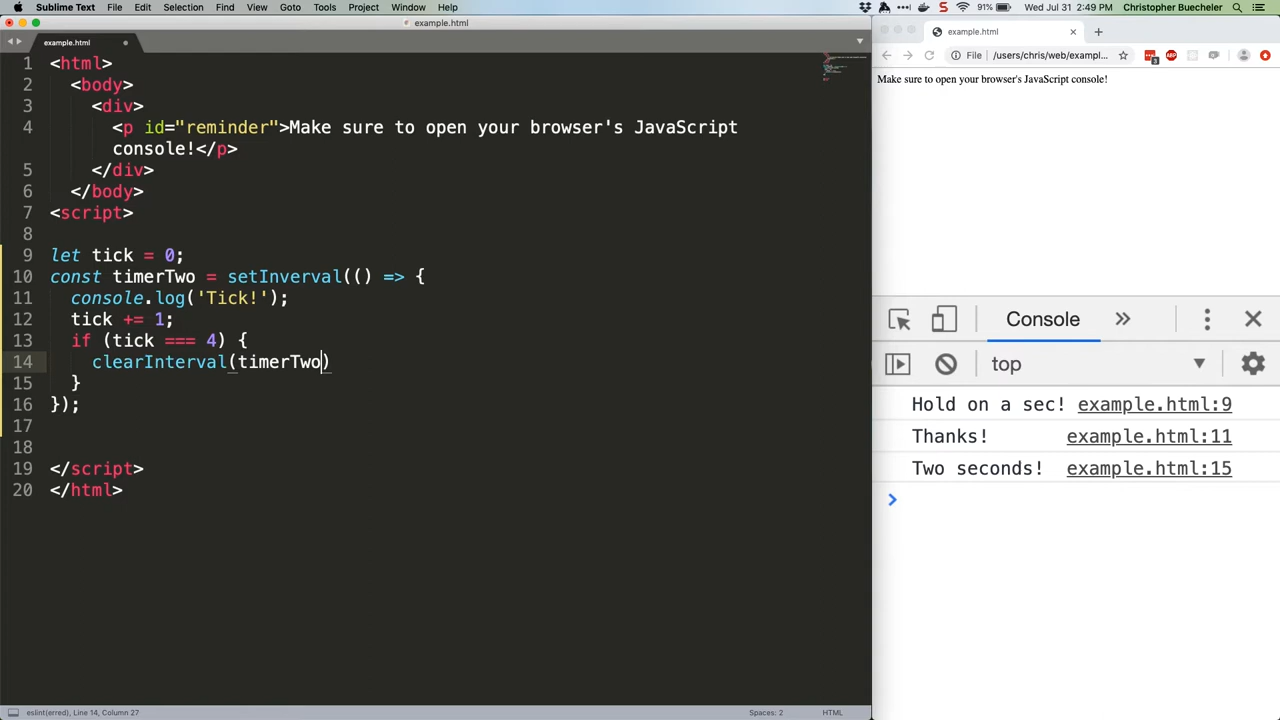 Sublime Text File Edit Selection Find View Goto Tools Project Window Help
91% Wed Jul 31 2:49 PM Christopher Buecheler
example.html
example.html
1 <html>
2 <body>
3 <div>
4 <p id="reminder">Make sure to open your browser's JavaScript
console!</p>
5 </div>
6 </body>
7 <script>
8
9 let tick = 0;
10 const timerTwo = setInverval(() => {
11 console.log('Tick!');
12 tick += 1;
13 if (tick === 4) {
14 clearInterval(timerTwo)
15 }
16 });
17
18
19 </script>
20 </html>
eslint(erred), Line 14, Column 27
Spaces: 2 HTML
example.html
File | /users/chris/web/exampl...
ABP
Make sure to open your browser's JavaScript console!
Console
top
Hold on a sec! example.html:9
Thanks! example.html:11
Two seconds! example.html:15